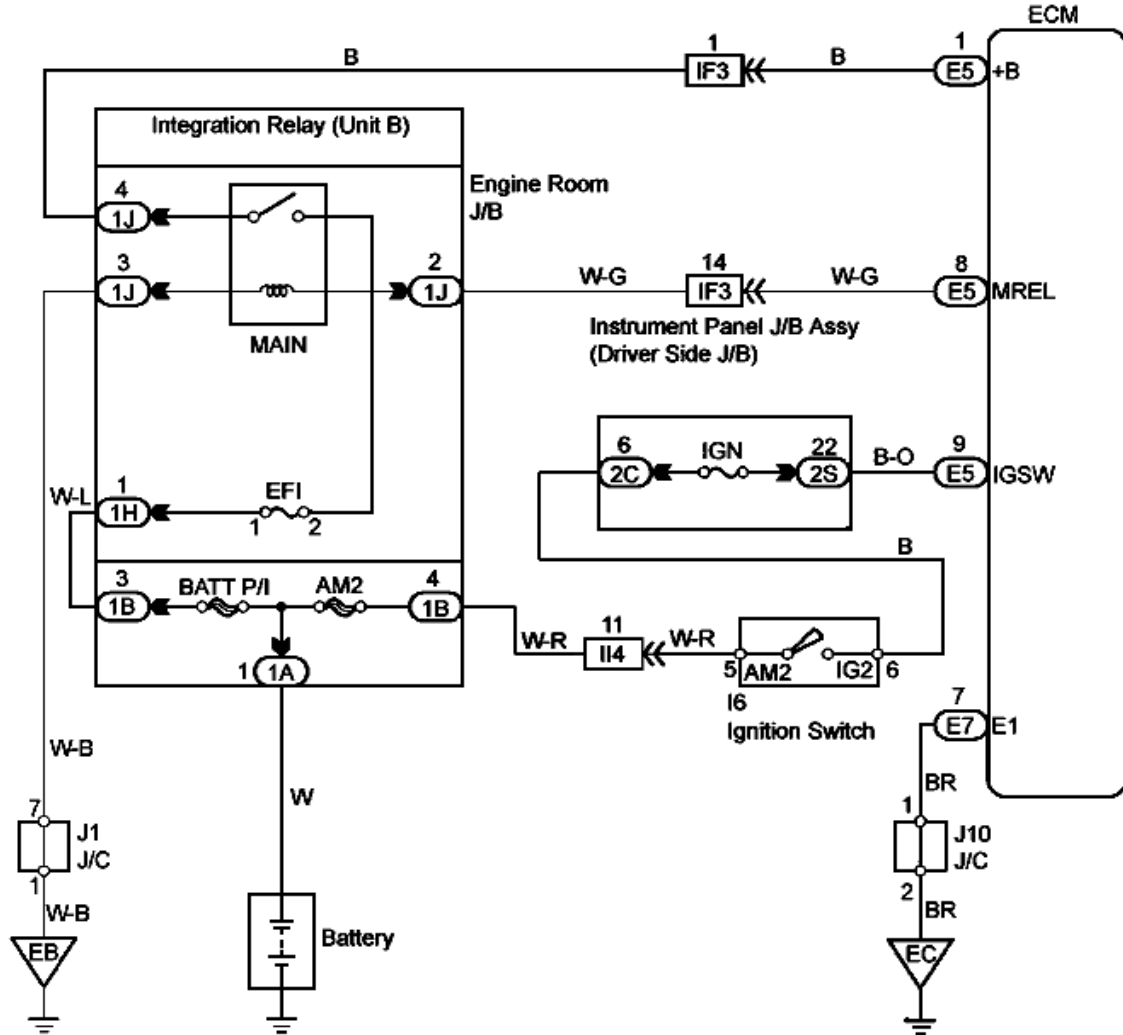 ECM
1
1
B
IF3
B
E5
+B
Integration Relay (Unit B)
Engine Room
J/B
4
1J
3
1J
2
1J
W-G
14
IF3
W-G
8
E5
MREL
MAIN
Instrument Panel J/B Assy
(Driver Side J/B)
6
2C
IGN
22
2S
B-O
9
E5
IGSW
W-L
1
1H
EFI
1
2
B
3
1B
BATT P/I
AM2
4
1B
W-R
11
II4
W-R
5
AM2
IG2
6
I6
Ignition Switch
1
1A
7
E7
E1
W-B
W
BR
7
J1
J/C
1
W-B
1
J10
J/C
2
BR
Battery
EB
EC